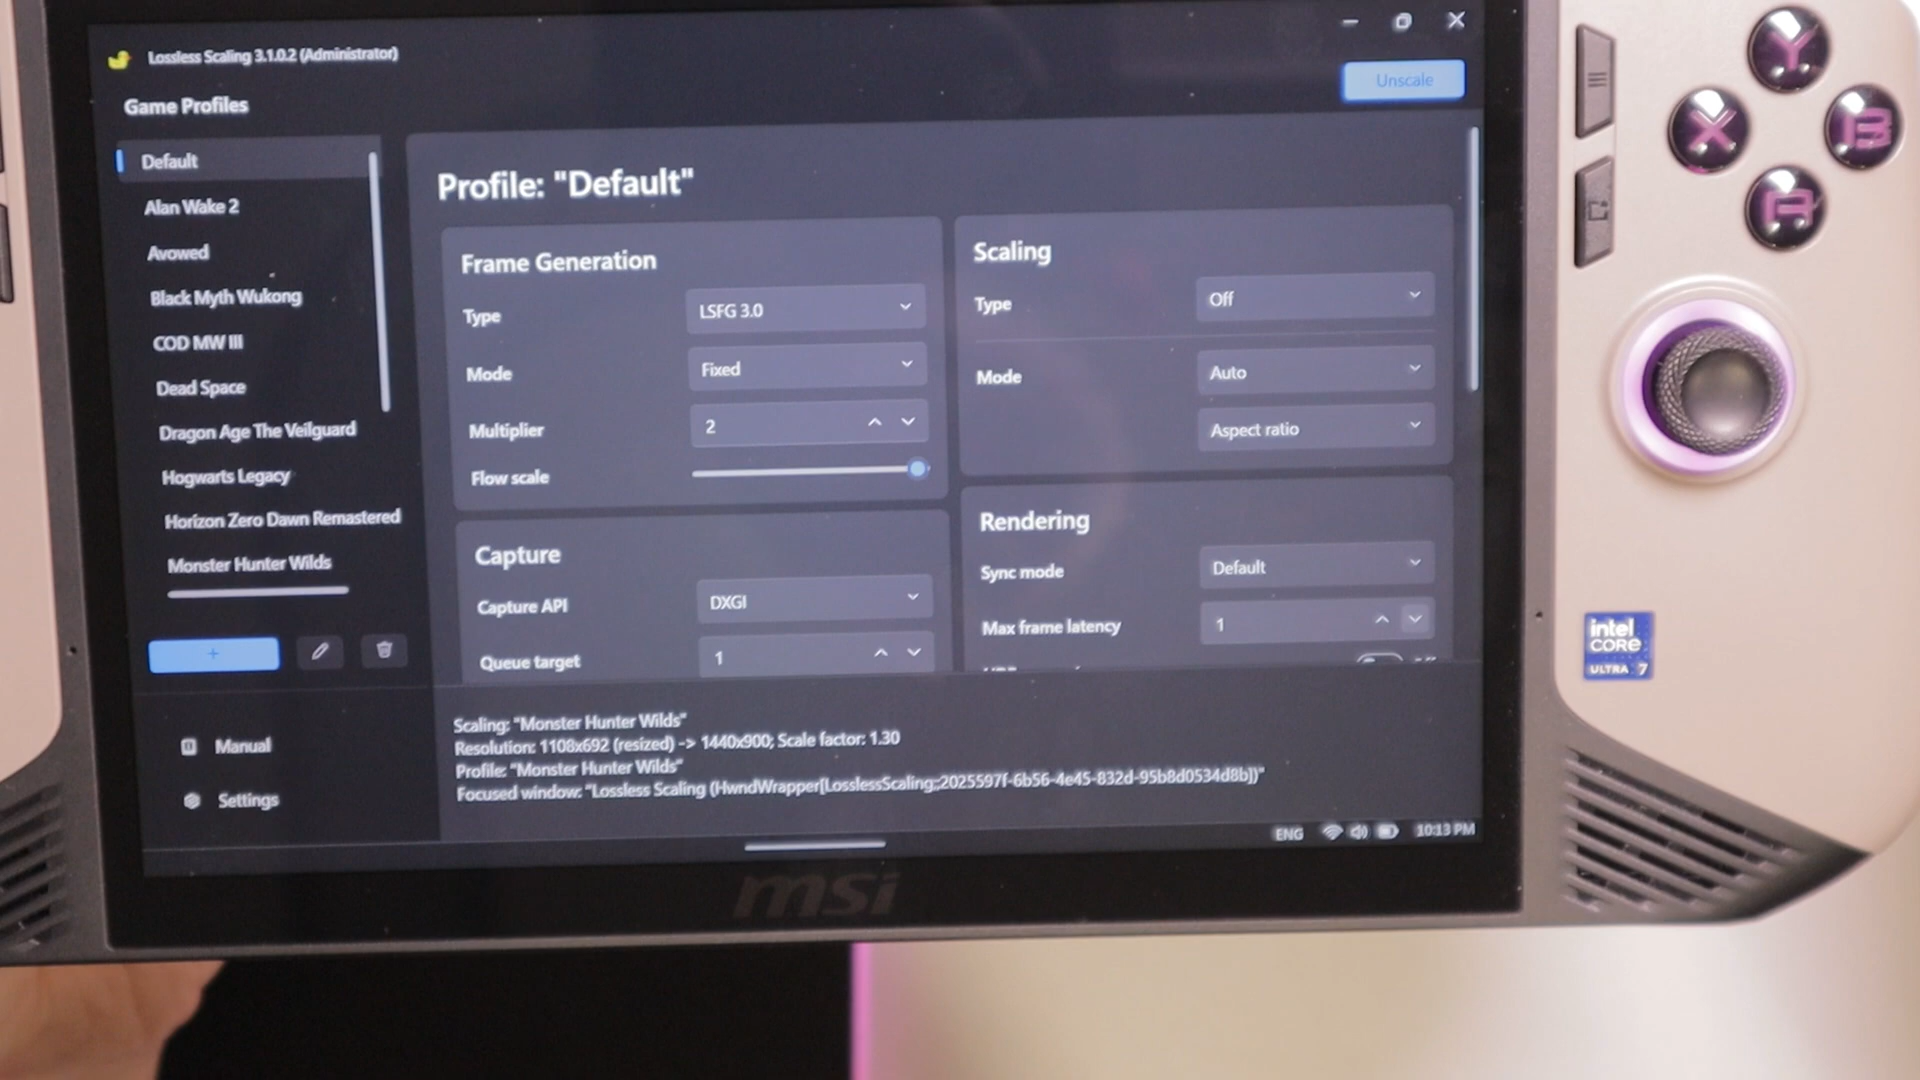 Lossless Scaling 3.1.0.2 (Administrator)
Unscale
Game Profiles
Default
Alan Wake 2
Avowed
Black Myth Wukong
COD MW III
Dead Space
Dragon Age The Veilguard
Hogwarts Legacy
Horizon Zero Dawn Remastered
Monster Hunter Wilds
+
Manual
Settings
Profile: "Default"
Frame Generation
Type LSFG 3.0
Mode Fixed
Multiplier 2
Flow scale
Capture
Capture API DXGI
Queue target 1
Scaling
Type Off
Mode Auto
Aspect ratio
Rendering
Sync mode Default
Max frame latency 1
Scaling: "Monster Hunter Wilds"
Resolution: 1108x692 (resized) -> 1440x900; Scale factor: 1.30
Profile: "Monster Hunter Wilds"
Focused window: "Lossless Scaling (HwndWrapper[LosslessScaling;;2025597f-6b56-4e45-832d-95b8d0534d8b])"
ENG 10:13 PM
msi
Y
X
B
A
intel
CORE
ULTRA 7